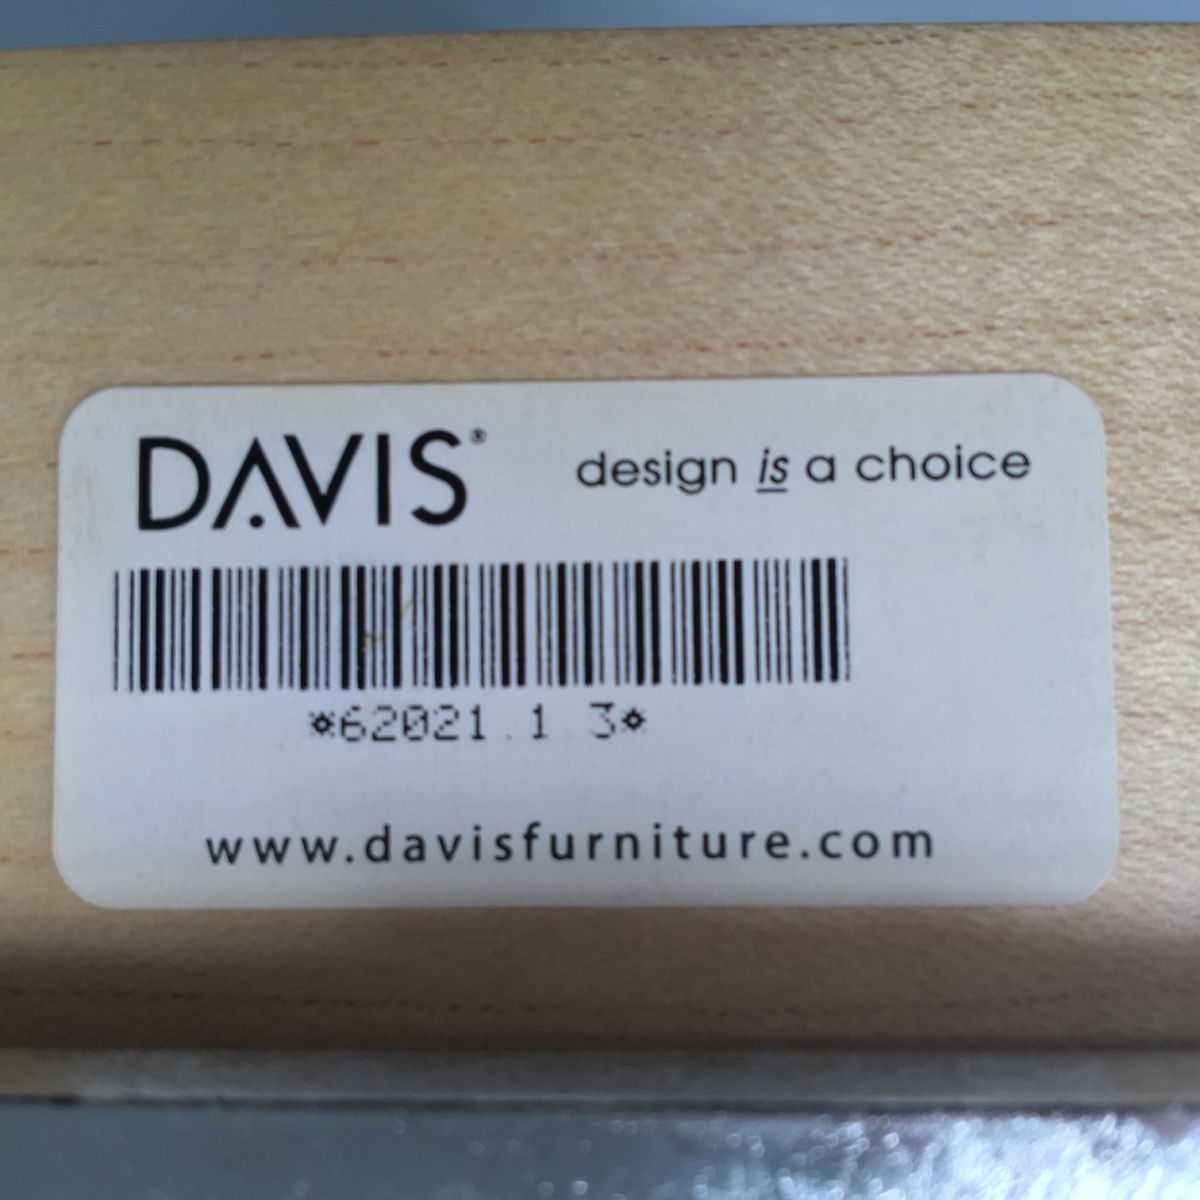 DAVIS® design is a choice
*62021.1 3*
www.davisfurniture.com